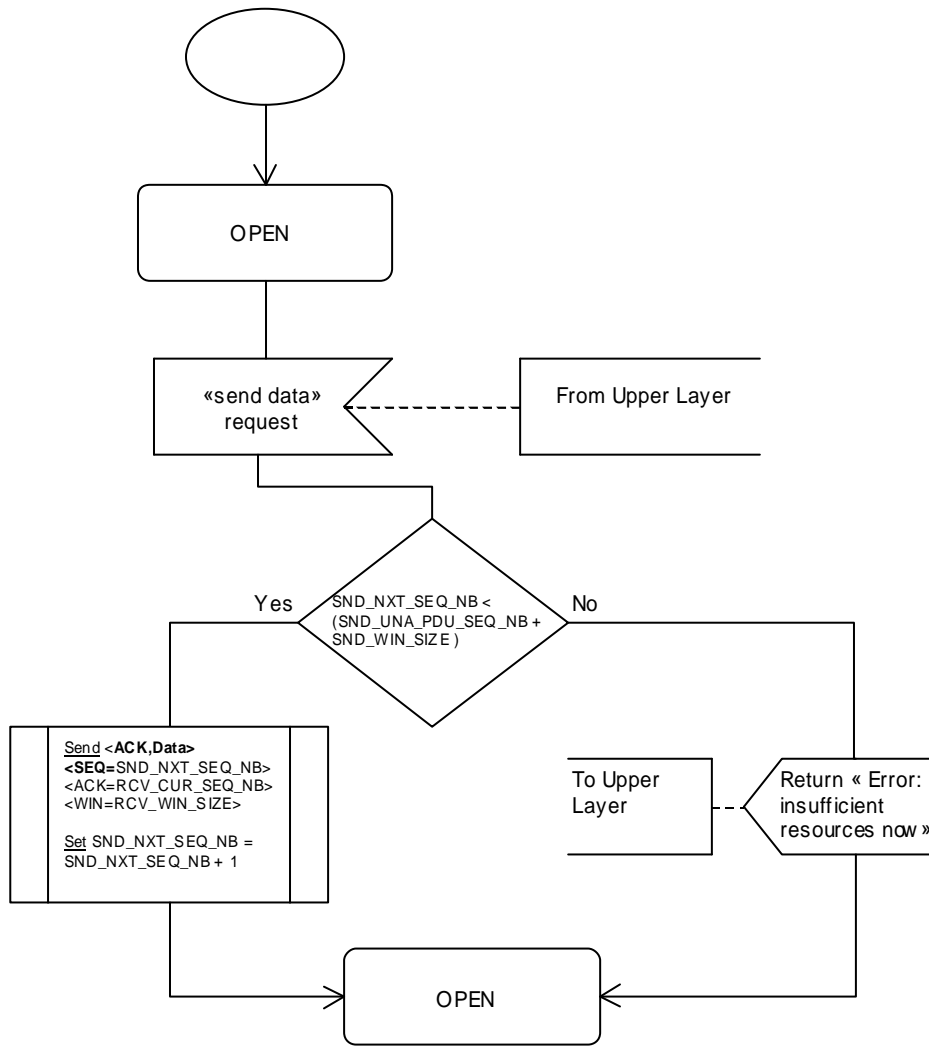 OPEN
«send data»
request
From Upper Layer
Yes
SND_NXT_SEQ_NB <
(SND_UNA_PDU_SEQ_NB +
SND_WIN_SIZE )
No
Send <ACK,Data>
<SEQ=SND_NXT_SEQ_NB>
<ACK=RCV_CUR_SEQ_NB>
<WIN=RCV_WIN_SIZE>
Set SND_NXT_SEQ_NB =
SND_NXT_SEQ_NB + 1
To Upper
Layer
Return « Error:
insufficient
resources now »
OPEN